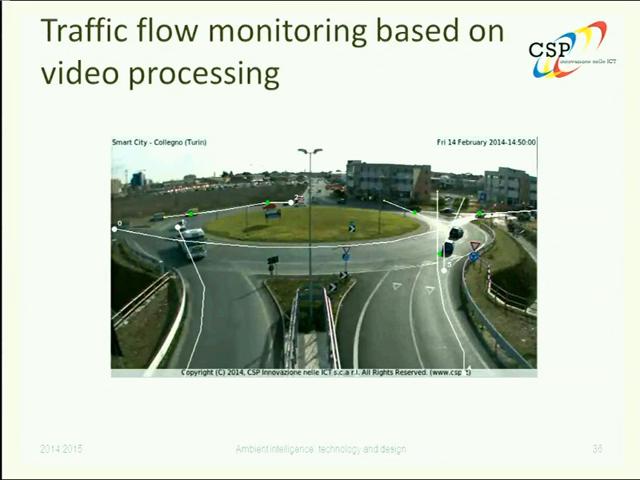 Traffic flow monitoring based on
video processing
CSP
innovazione nelle ICT
Smart City - Collegno (Turin)
Fri 14 February 2014-14:50:00
Copyright (C) 2014, CSP Innovazione nelle ICT s.c.a r.l. All Rights Reserved. (www.csp.it)
2014 2015
Ambient intelligence: technology and design
36